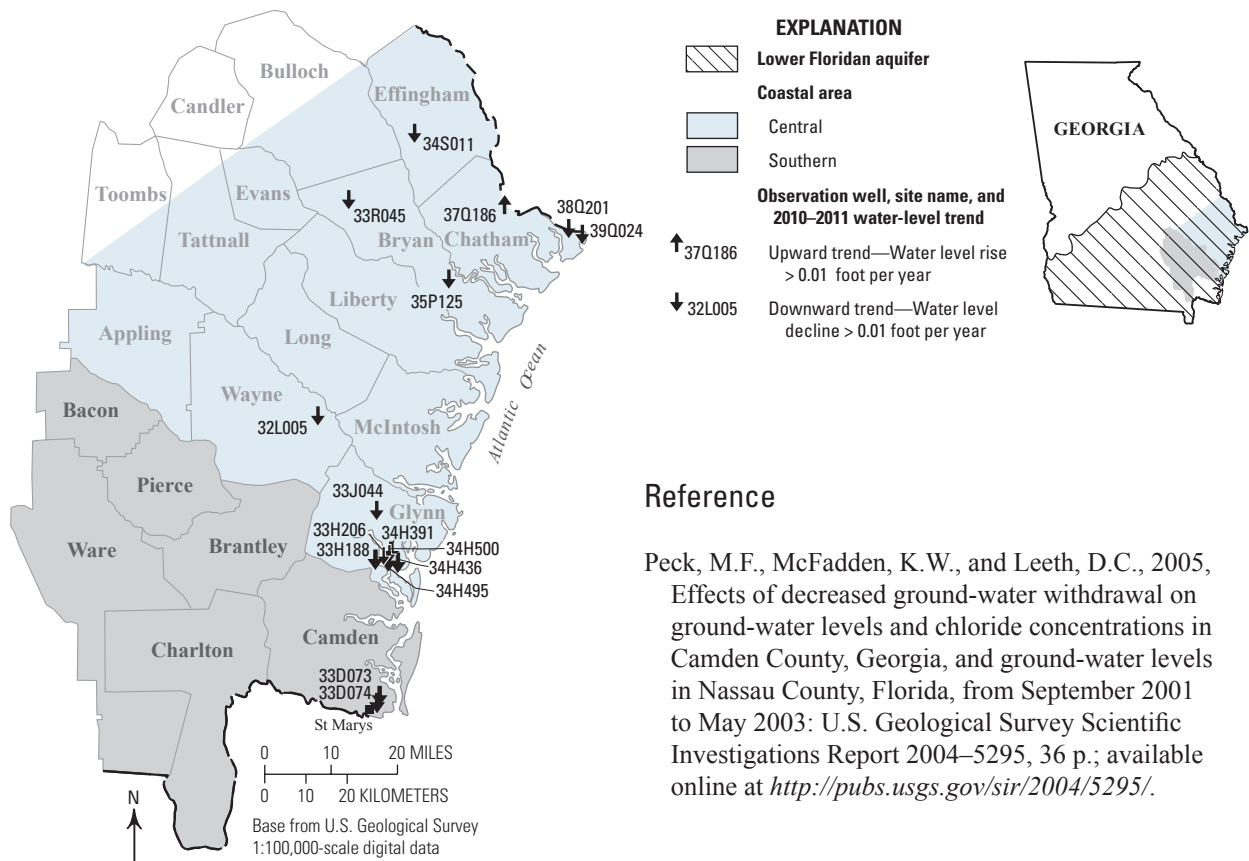 Bulloch
Candler
Effingham
34S011
Toombs
Evans
33R045
37Q186
38Q201
39Q024
Tattnall
Bryan
Chatham
35P125
Liberty
Appling
Long
Wayne
32L005
McIntosh
Atlantic Ocean
Bacon
Pierce
33J044
Glynn
33H206
34H391
33H188
34H500
34H436
34H495
Ware
Brantley
Camden
Charlton
33D073
33D074
St Marys
0 10 20 MILES
0 10 20 KILOMETERS
N
Base from U.S. Geological Survey
1:100,000-scale digital data
EXPLANATION
Lower Floridan aquifer
Coastal area
Central
Southern
Observation well, site name, and
2010–2011 water-level trend
37Q186 Upward trend—Water level rise
> 0.01 foot per year
32L005 Downward trend—Water level
decline > 0.01 foot per year
GEORGIA
Reference
Peck, M.F., McFadden, K.W., and Leeth, D.C., 2005,
Effects of decreased ground-water withdrawal on
ground-water levels and chloride concentrations in
Camden County, Georgia, and ground-water levels
in Nassau County, Florida, from September 2001
to May 2003: U.S. Geological Survey Scientific
Investigations Report 2004–5295, 36 p.; available
online at http://pubs.usgs.gov/sir/2004/5295/.